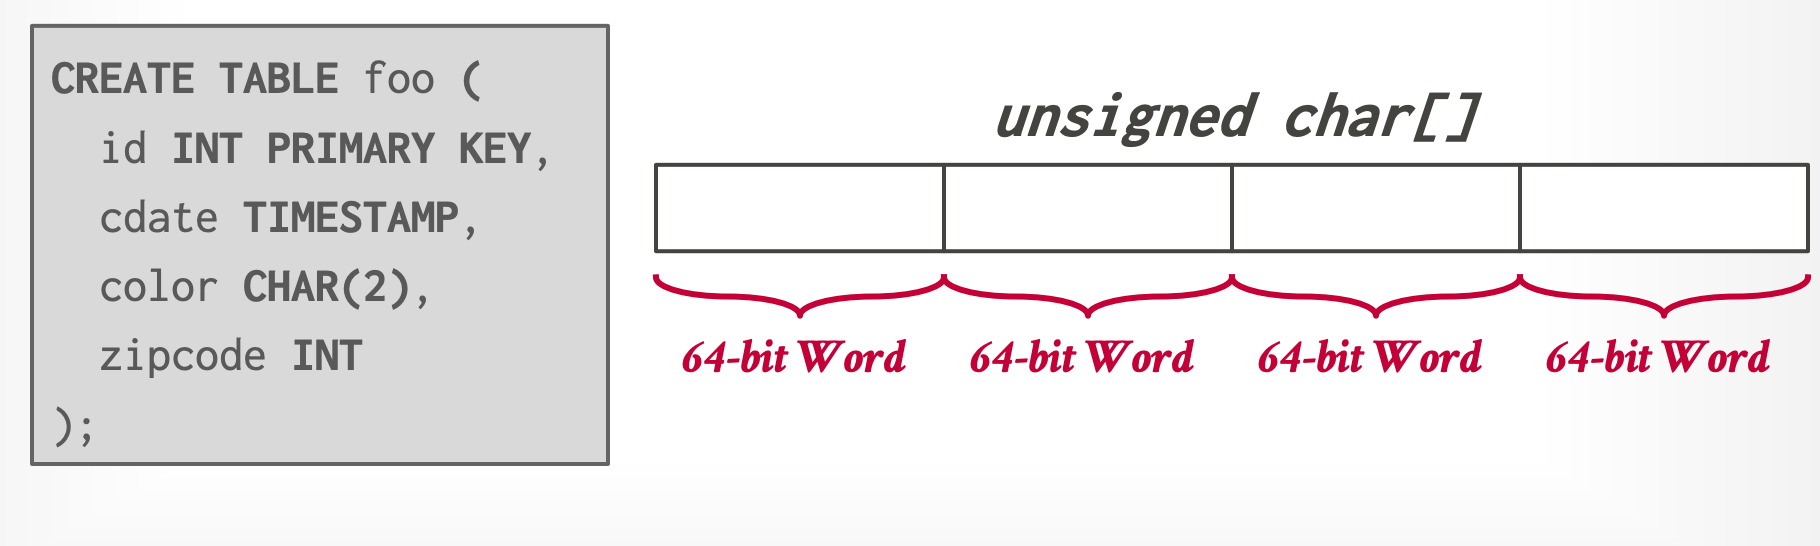 CREATE TABLE foo (
id INT PRIMARY KEY,
cdate TIMESTAMP,
color CHAR(2),
zipcode INT
);
unsigned char[]
64-bit Word 64-bit Word 64-bit Word 64-bit Word